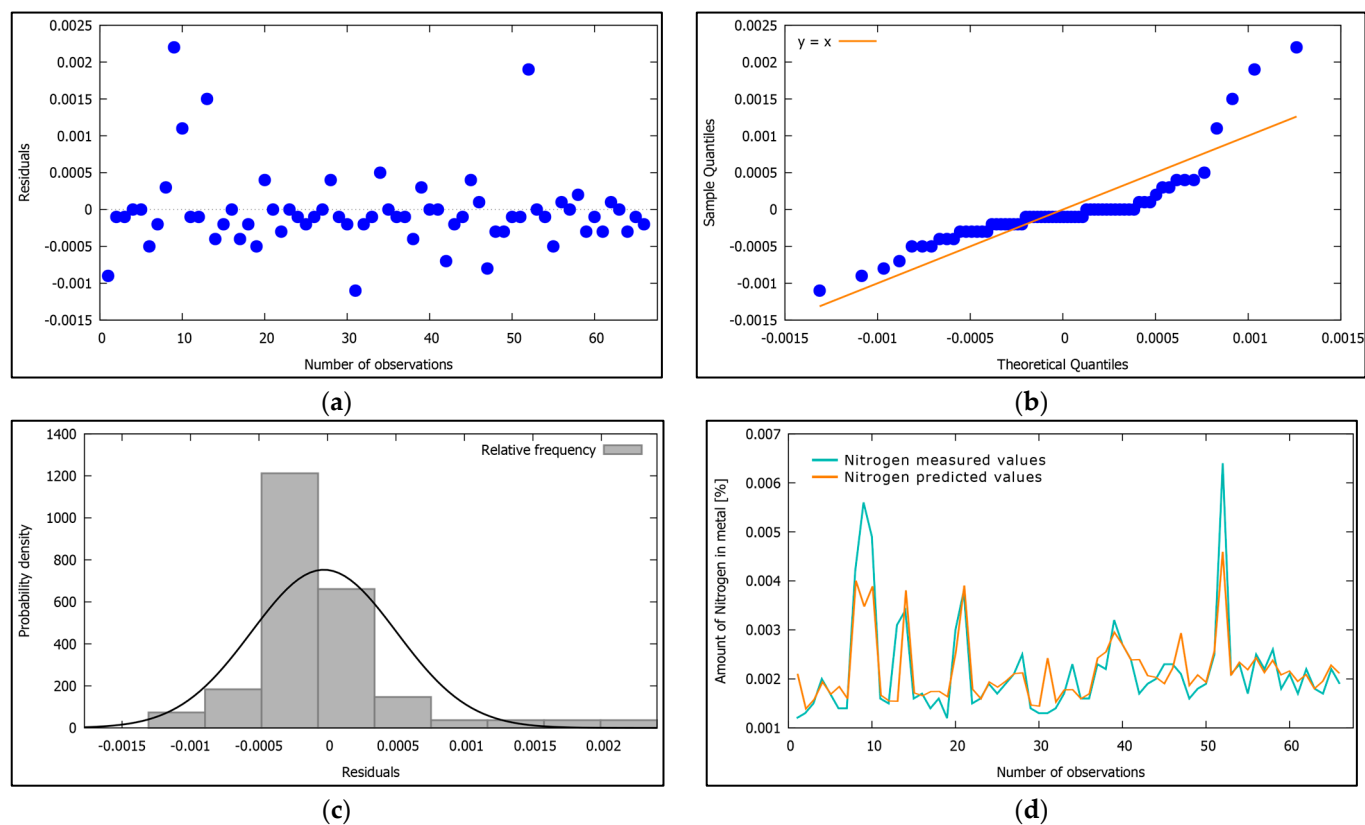 0.0025
0.002
0.0015
0.001
0.0005
0
-0.0005
-0.001
-0.0015
Residuals
0 10 20 30 40 50 60
Number of observations
(a)
y = x
0.0025
0.002
0.0015
0.001
0.0005
0
-0.0005
-0.001
-0.0015
Sample Quantiles
-0.0015 -0.001 -0.0005 0 0.0005 0.001 0.0015
Theoretical Quantiles
(b)
Relative frequency
1400
1200
1000
800
600
400
200
0
Probability density
-0.0015 -0.001 -0.0005 0 0.0005 0.001 0.0015 0.002
Residuals
(c)
Nitrogen measured values
Nitrogen predicted values
0.007
0.006
0.005
0.004
0.003
0.002
0.001
Amount of Nitrogen in metal [%]
0 10 20 30 40 50 60
Number of observations
(d)